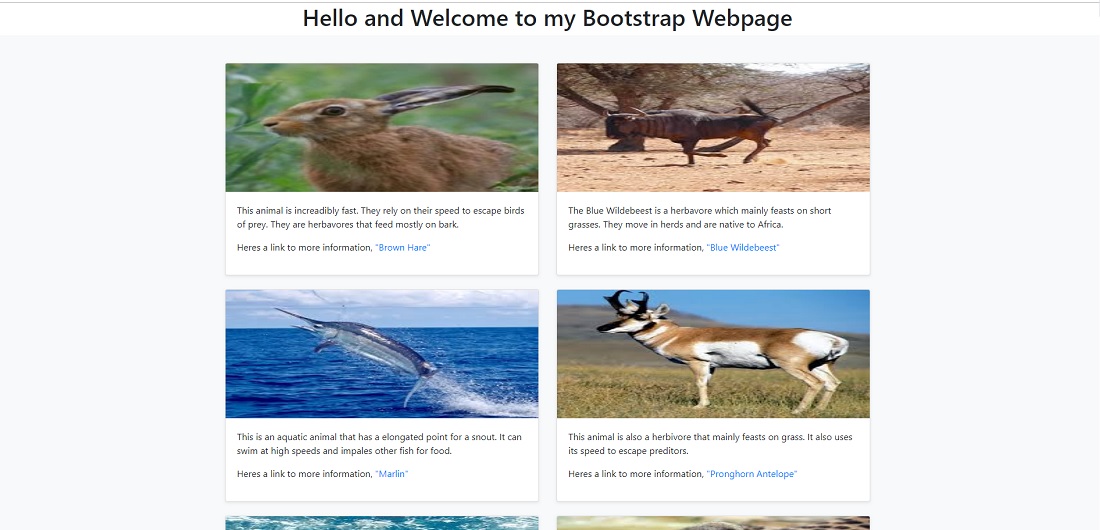 Hello and Welcome to my Bootstrap Webpage
This animal is increadibly fast. They rely on their speed to escape birds
of prey. They are herbavores that feed mostly on bark.
Heres a link to more information, "Brown Hare"
The Blue Wildebeest is a herbavore which mainly feasts on short
grasses. They move in herds and are native to Africa.
Heres a link to more information, "Blue Wildebeest"
This is an aquatic animal that has a elongated point for a snout. It can
swim at high speeds and impales other fish for food.
Heres a link to more information, "Marlin"
This animal is also a herbivore that mainly feasts on grass. It also uses
its speed to escape preditors.
Heres a link to more information, "Pronghorn Antelope"